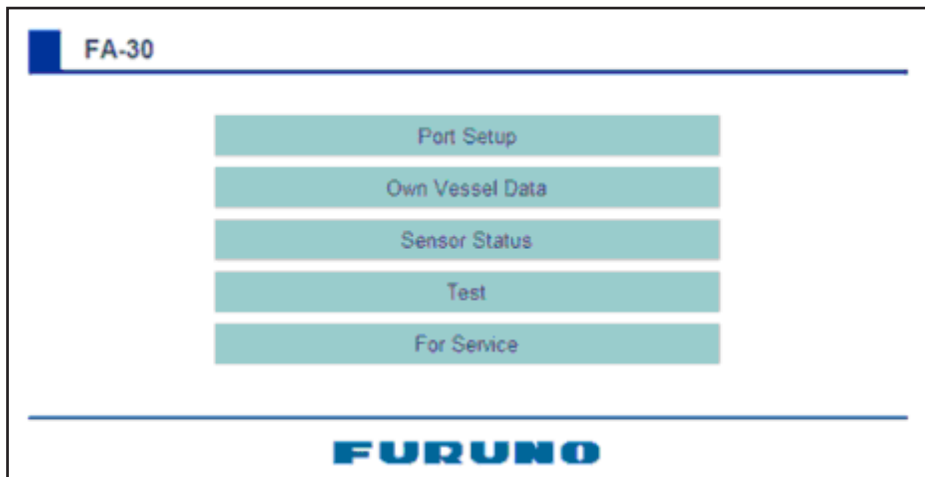 FA-30
Port Setup
Own Vessel Data
Sensor Status
Test
For Service
FURUNO